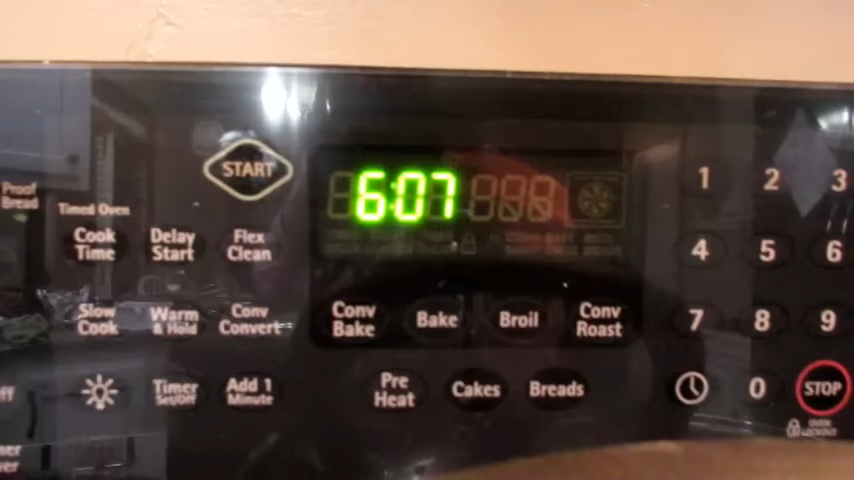 START
6:07
1 2 3
Proof
Bread
Timed Oven
Cook
Time
Delay
Start
Flex
Clean
4 5 6
Slow
Cook
Warm
& Hold
Conv
Convert
Conv
Bake
Bake
Broil
Conv
Roast
7 8 9
Timer
Set/Off
Add 1
Minute
Pre
Heat
Cakes
Breads
0
STOP
OVEN
LOCKOUT